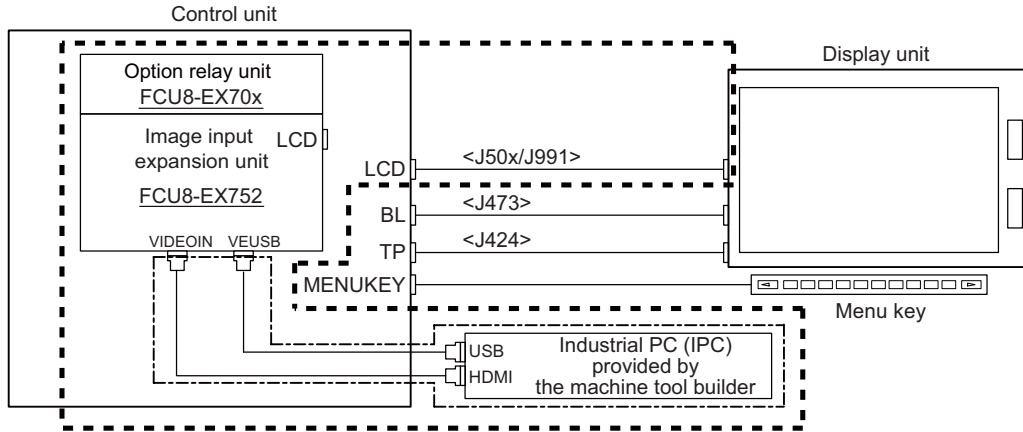 Control unit
Display unit
Option relay unit
FCU8-EX70x
Image input
expansion unit
LCD
FCU8-EX752
VIDEOIN
VEUSB
LCD
<J50x/J991>
BL
<J473>
TP
<J424>
MENUKEY
Menu key
USB
HDMI
Industrial PC (IPC)
provided by
the machine tool builder